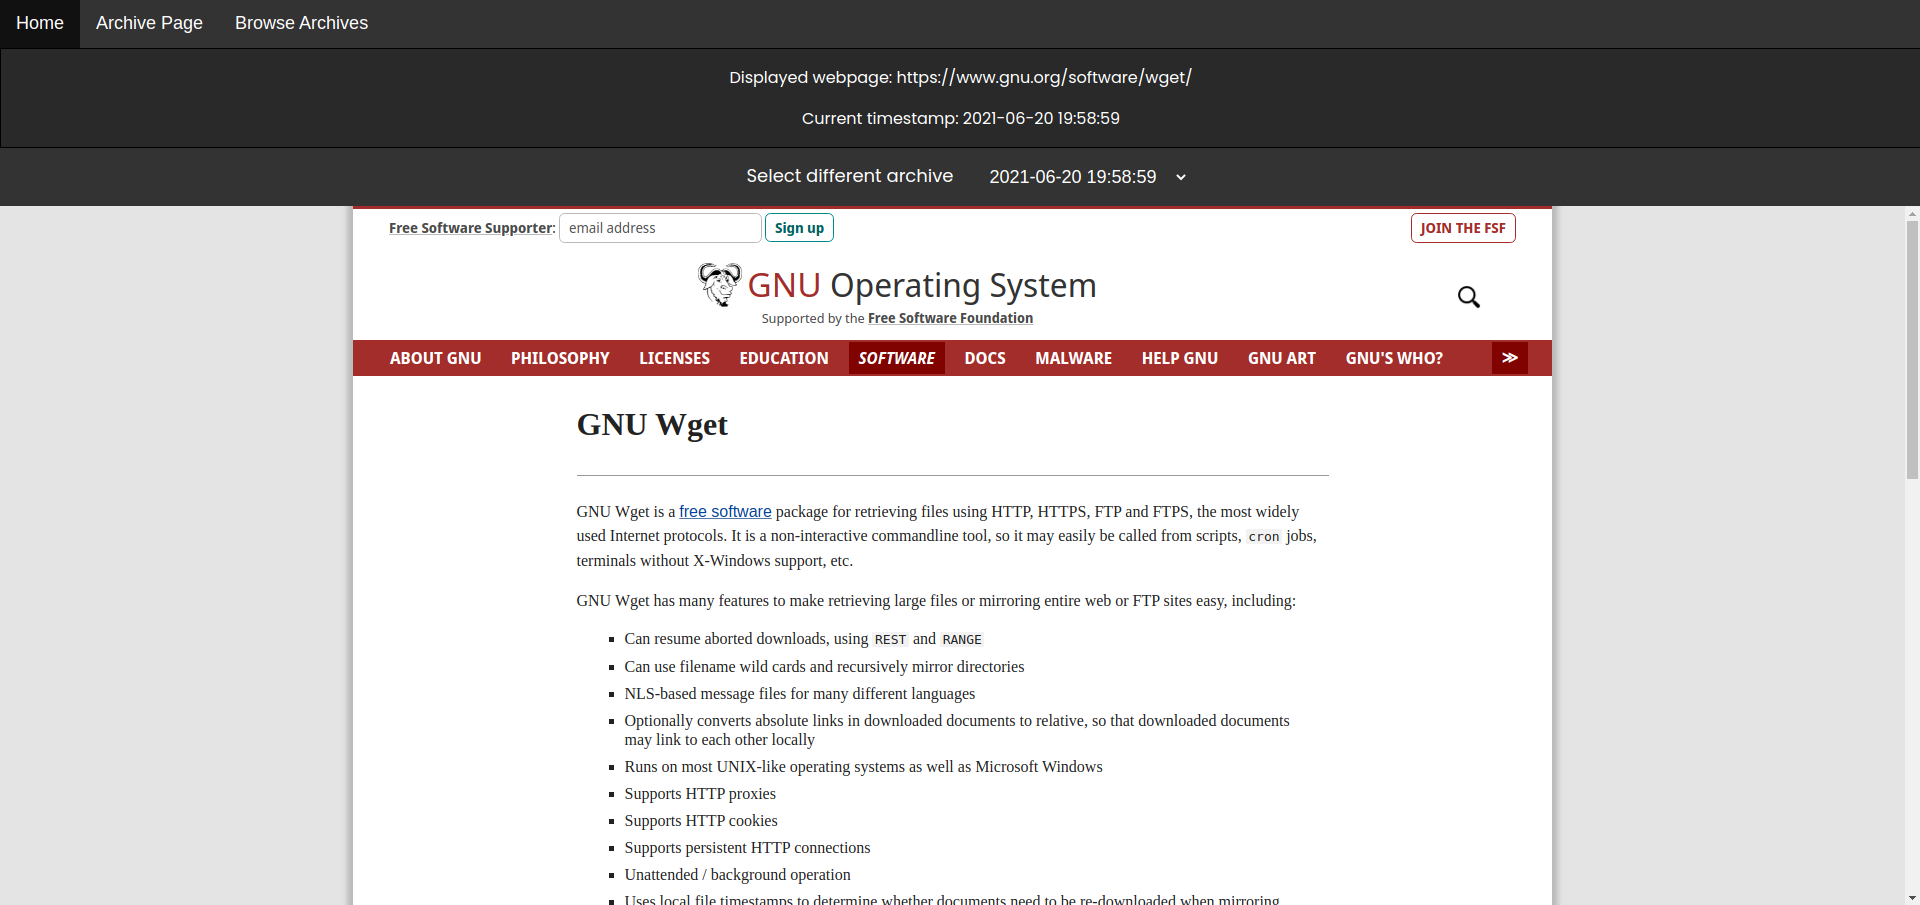 Home Archive Page Browse Archives
Displayed webpage: https://www.gnu.org/software/wget/
Current timestamp: 2021-06-20 19:58:59
Select different archive 2021-06-20 19:58:59
Free Software Supporter: email address Sign up JOIN THE FSF
GNU Operating System
Supported by the Free Software Foundation
ABOUT GNU PHILOSOPHY LICENSES EDUCATION SOFTWARE DOCS MALWARE HELP GNU GNU ART GNU'S WHO? ≫
GNU Wget
GNU Wget is a free software package for retrieving files using HTTP, HTTPS, FTP and FTPS, the most widely
used Internet protocols. It is a non-interactive commandline tool, so it may easily be called from scripts, cron jobs,
terminals without X-Windows support, etc.
GNU Wget has many features to make retrieving large files or mirroring entire web or FTP sites easy, including:
Can resume aborted downloads, using REST and RANGE
Can use filename wild cards and recursively mirror directories
NLS-based message files for many different languages
Optionally converts absolute links in downloaded documents to relative, so that downloaded documents
may link to each other locally
Runs on most UNIX-like operating systems as well as Microsoft Windows
Supports HTTP proxies
Supports HTTP cookies
Supports persistent HTTP connections
Unattended / background operation
Uses local file timestamps to determine whether documents need to be re-downloaded when mirroring